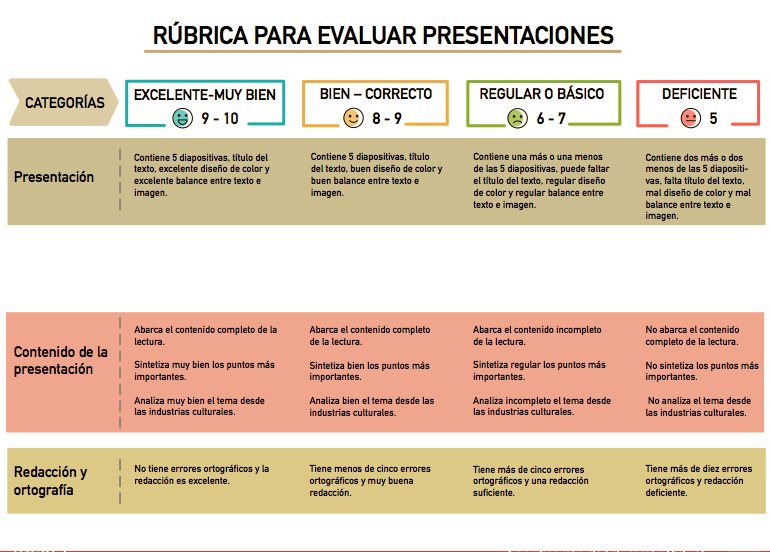 RÚBRICA PARA EVALUAR PRESENTACIONES
CATEGORÍAS
EXCELENTE-MUY BIEN
9 - 10
BIEN – CORRECTO
8 - 9
REGULAR O BÁSICO
6 - 7
DEFICIENTE
5
Presentación
Contiene 5 diapositivas, título del
texto, excelente diseño de color y
excelente balance entre texto e
imagen.
Contiene 5 diapositivas, título
del texto, buen diseño de color y
buen balance entre texto e
imagen.
Contiene una más o una menos
de las 5 diapositivas, puede faltar
el título del texto, regular diseño
de color y regular balance entre
texto e imagen.
Contiene dos más o dos
menos de las 5 diapositi-
vas, falta título del texto,
mal diseño de color y mal
balance entre texto e
imagen.
Contenido de la
presentación
Abarca el contenido completo de la
lectura.
Sintetiza muy bien los puntos más
importantes.
Analiza muy bien el tema desde
las industrias culturales.
Abarca el contenido completo
de la lectura.
Sintetiza bien los puntos más
importantes.
Analiza bien el tema desde las
industrias culturales.
Abarca el contenido incompleto
de la lectura.
Sintetiza regular los puntos más
importantes.
Analiza incompleto el tema desde
las industrias culturales.
No abarca el contenido
completo de la lectura.
No sintetiza los puntos más
importantes.
No analiza el tema desde
las industrias culturales.
Redacción y
ortografía
No tiene errores ortográficos y la
redacción es excelente.
Tiene menos de cinco errores
ortográficos y muy buena
redacción.
Tiene más de cinco errores
ortográficos y una redacción
suficiente.
Tiene más de diez errores
ortográficos y redacción
deficiente.